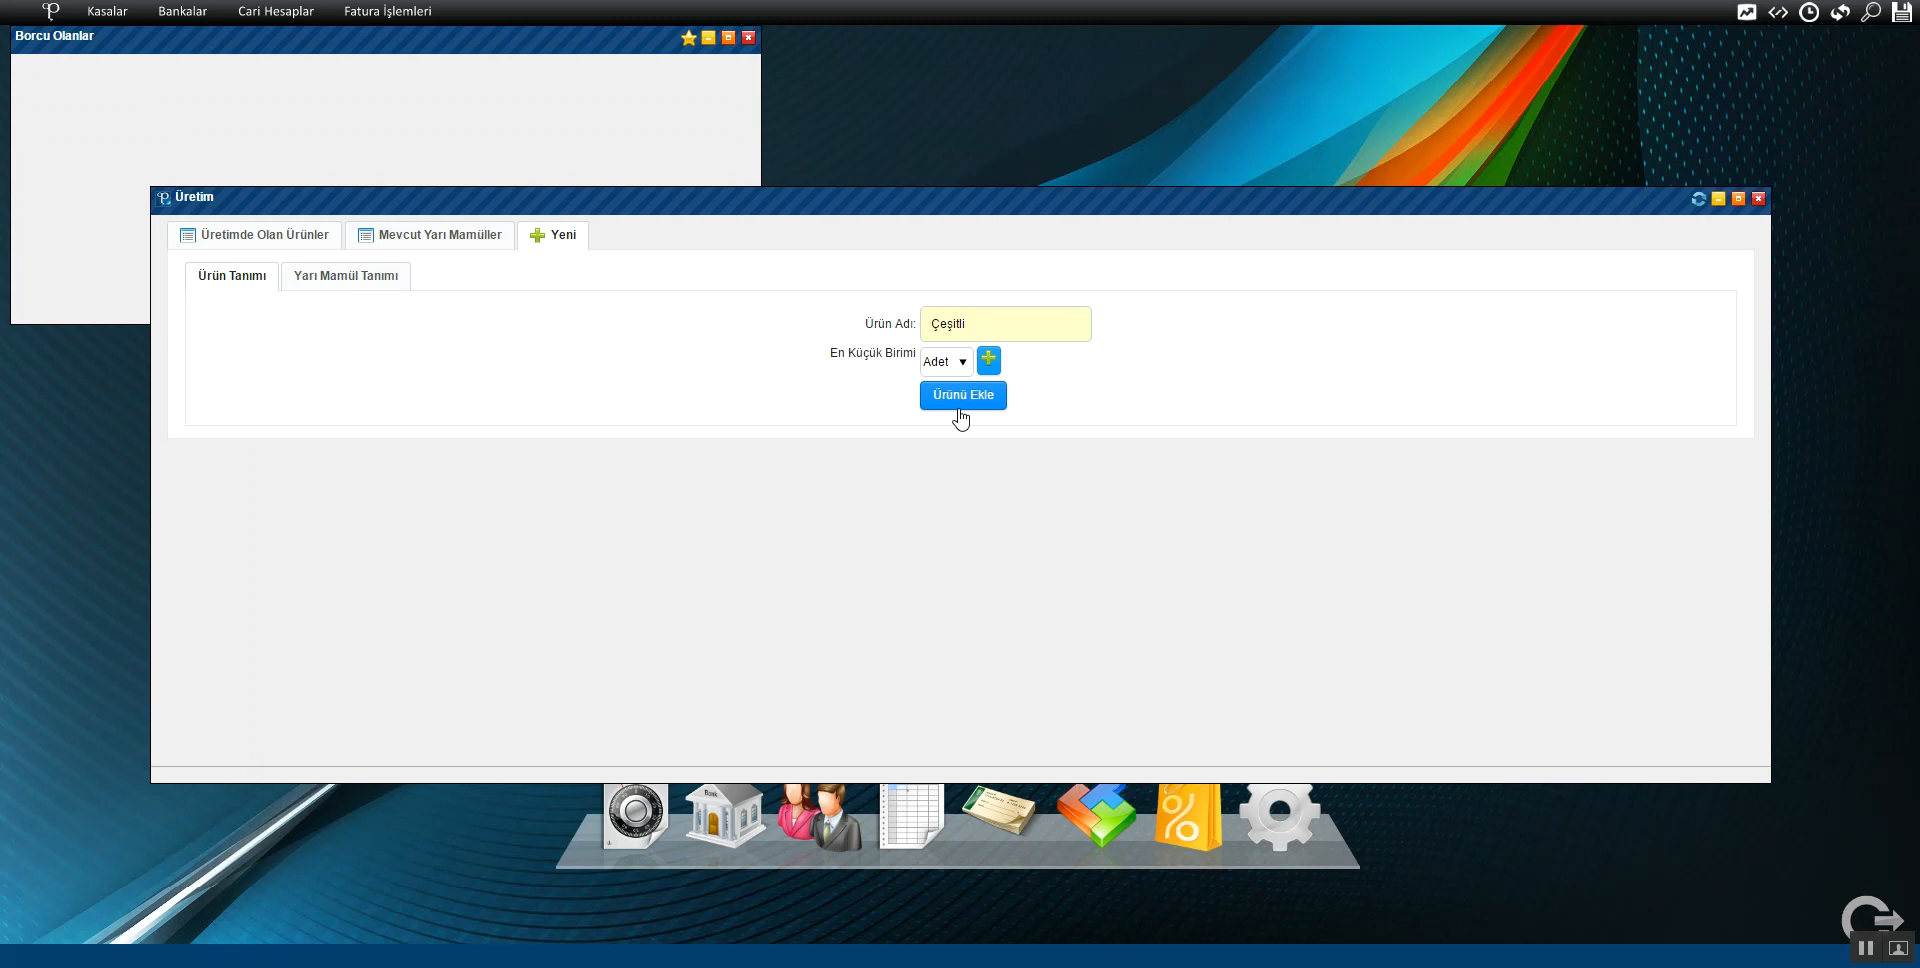 Kasalar Bankalar Cari Hesaplar Fatura İşlemleri
Borcu Olanlar
Üretim
Üretimde Olan Ürünler Mevcut Yarı Mamüller Yeni
Ürün Tanımı Yarı Mamül Tanımı
Ürün Adı: Çeşitli
En Küçük Birimi Adet
Ürünü Ekle
Bank